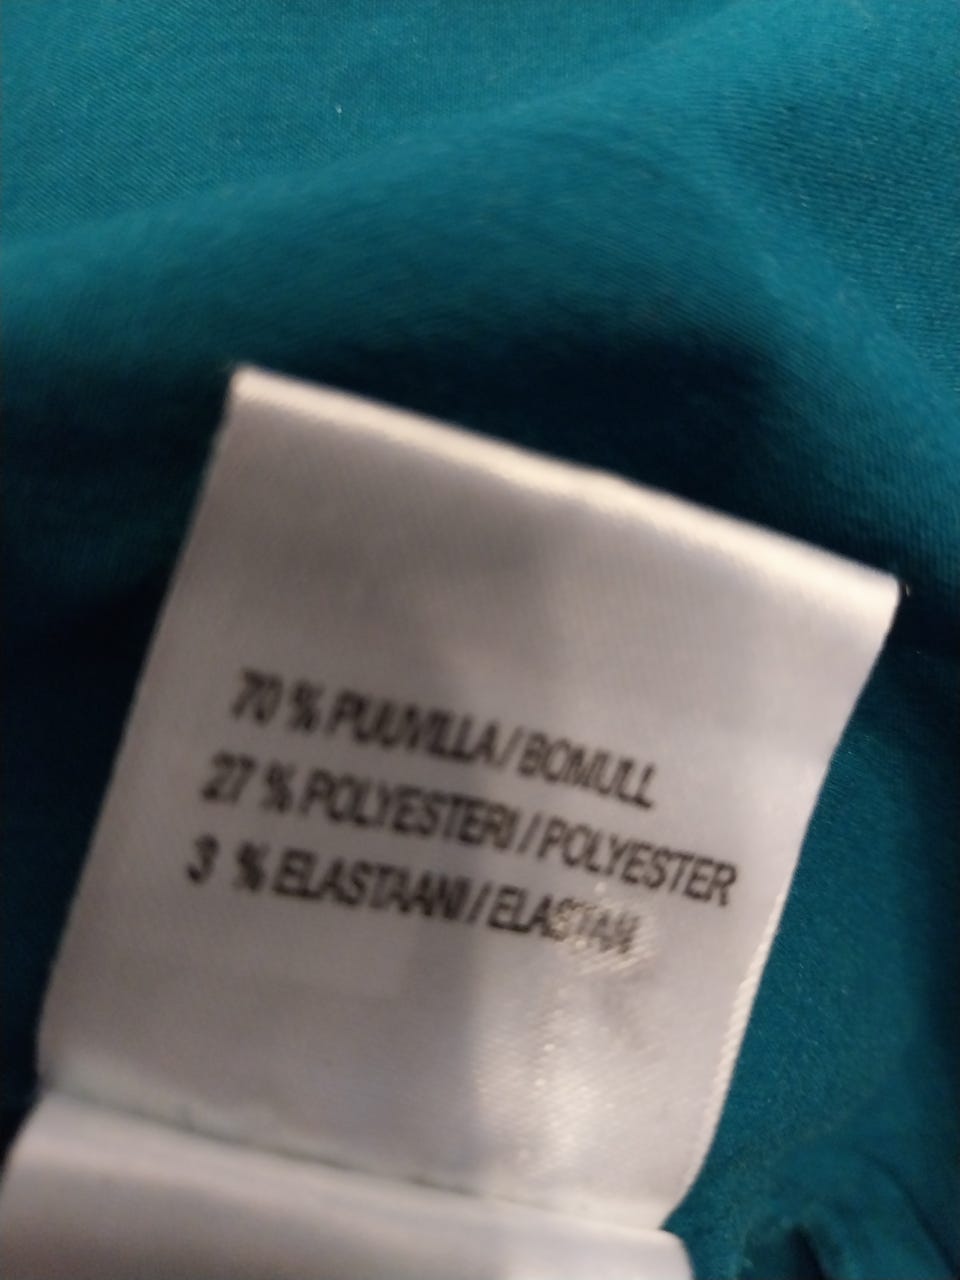 70 % PUUVILLA / BOMULL
27 % POLYESTERI / POLYESTER
3 % ELASTAANI / ELASTAN